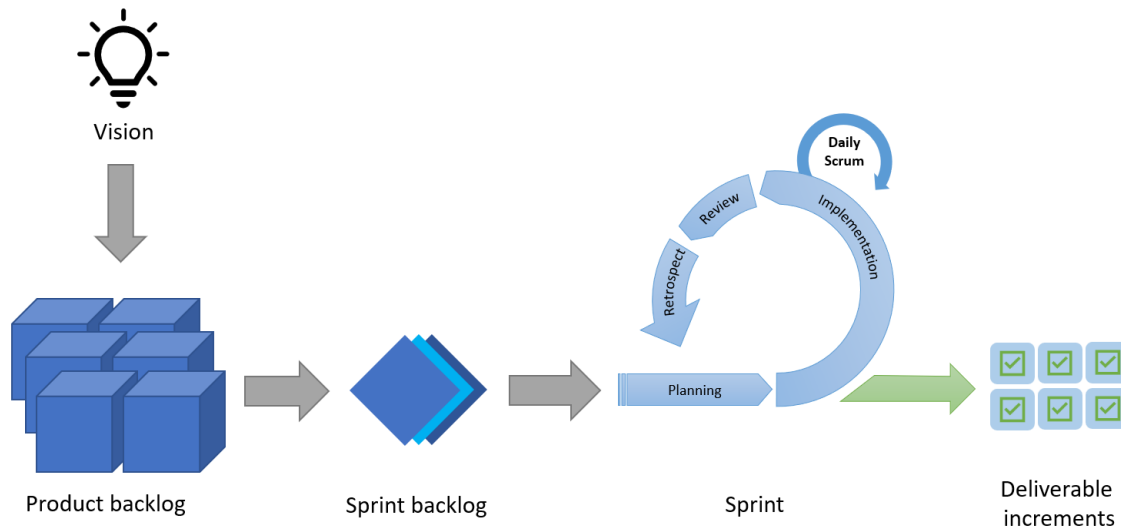 Vision
Daily
Scrum
Review
Implementation
Retrospect
Planning
Product backlog
Sprint backlog
Sprint
Deliverable
increments